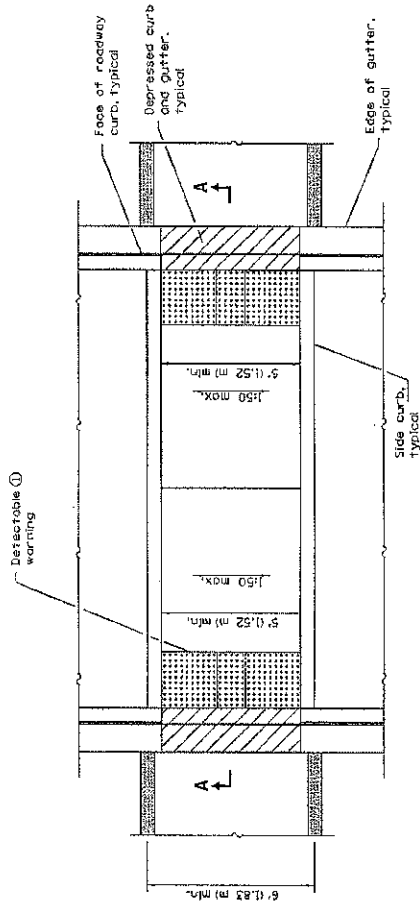 Face of roadway
curb, typical
Depressed curb
and gutter,
typical
Edge of gutter,
typical
Detectable ①
warning
A
5' (1.52 m) min.
1:50 max.
1:50 max.
5' (1.52 m) min.
Side curb,
typical
A
6' (1.83 m) min.